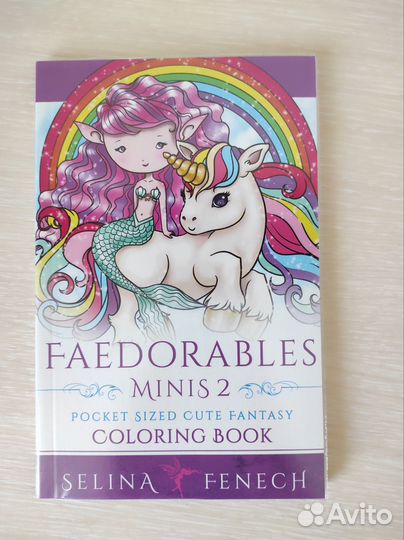 FAEDORABLES
MINIS 2
POCKET SIZED CUTE FANTASY
COLORING BOOK
SELINA FENECH
Avito